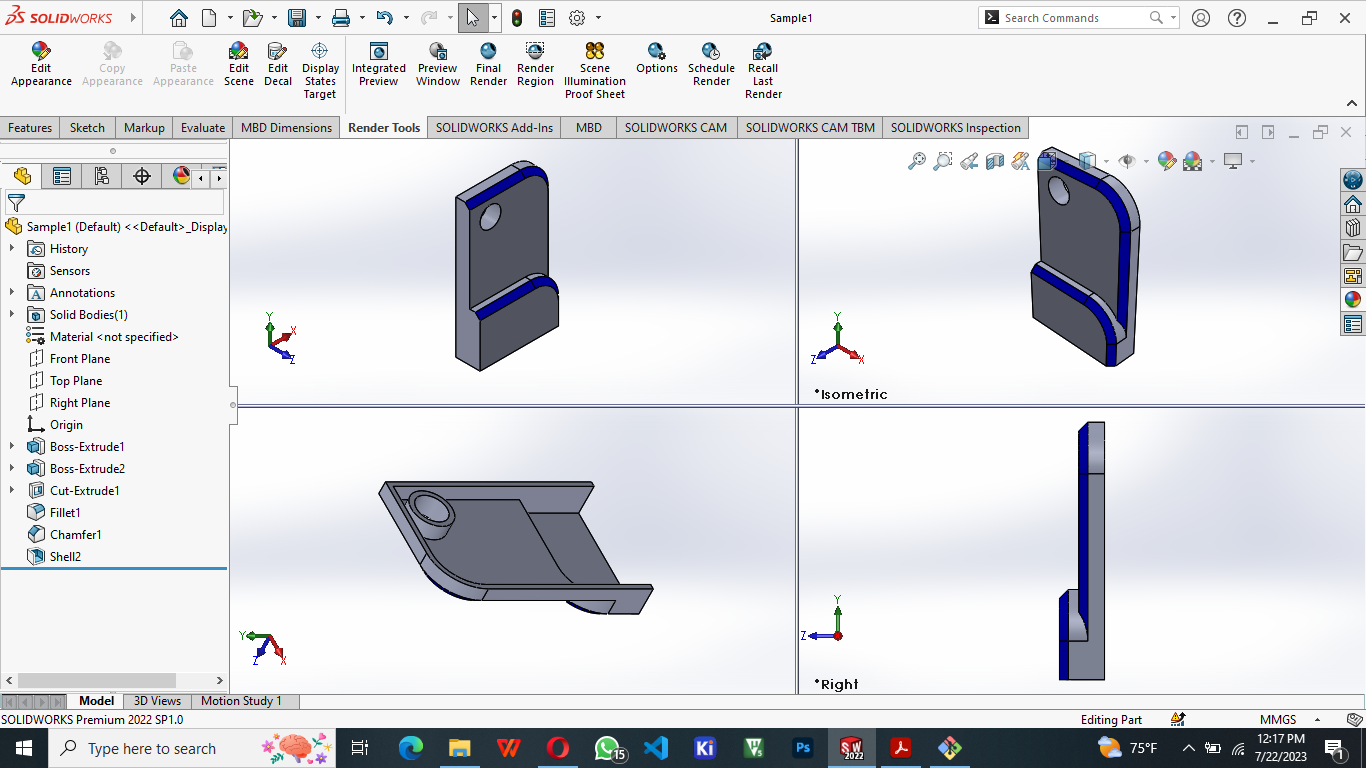 SOLIDWORKS
Sample1
Search Commands
Edit Appearance
Copy Appearance
Paste Appearance
Edit Scene
Edit Decal
Display States Target
Integrated Preview
Preview Window
Final Render
Render Region
Scene Illumination Proof Sheet
Options
Schedule Render
Recall Last Render
Features
Sketch
Markup
Evaluate
MBD Dimensions
Render Tools
SOLIDWORKS Add-Ins
MBD
SOLIDWORKS CAM
SOLIDWORKS CAM TBM
SOLIDWORKS Inspection
Sample1 (Default) <<Default>_Display
History
Sensors
Annotations
Solid Bodies(1)
Material <not specified>
Front Plane
Top Plane
Right Plane
Origin
Boss-Extrude1
Boss-Extrude2
Cut-Extrude1
Fillet1
Chamfer1
Shell2
Y
X
Z
Y
Z
X
*Isometric
Y
Z
X
Y
Z
*Right
Model
3D Views
Motion Study 1
SOLIDWORKS Premium 2022 SP1.0
Editing Part
MMGS
Type here to search
15
Ki
Ps
SW
2022
75°F
12:17 PM
7/22/2023
1